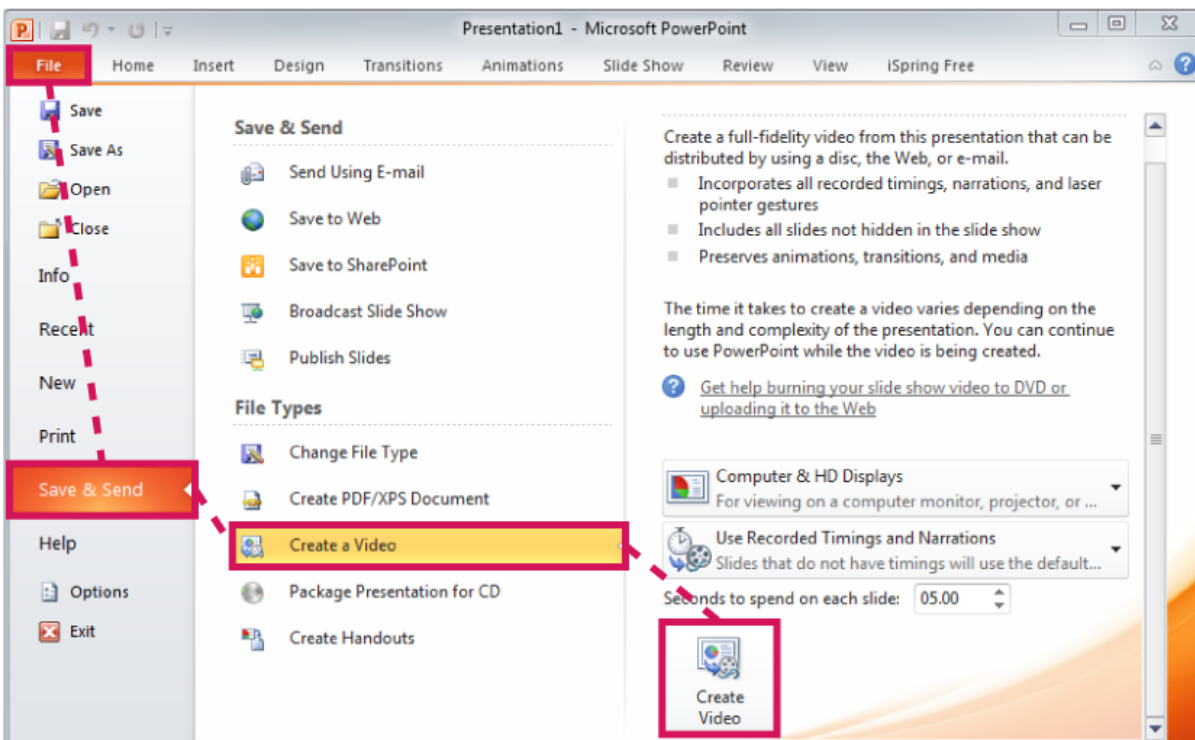 Presentation1 - Microsoft PowerPoint
File Home Insert Design Transitions Animations Slide Show Review View iSpring Free
Save
Save As
Open
Close
Info
Recent
New
Print
Save & Send
Help
Options
Exit
Save & Send
Send Using E-mail
Save to Web
Save to SharePoint
Broadcast Slide Show
Publish Slides
File Types
Change File Type
Create PDF/XPS Document
Create a Video
Package Presentation for CD
Create Handouts
Create a full-fidelity video from this presentation that can be
distributed by using a disc, the Web, or e-mail.
Incorporates all recorded timings, narrations, and laser
pointer gestures
Includes all slides not hidden in the slide show
Preserves animations, transitions, and media
The time it takes to create a video varies depending on the
length and complexity of the presentation. You can continue
to use PowerPoint while the video is being created.
Get help burning your slide show video to DVD or
uploading it to the Web
Computer & HD Displays
For viewing on a computer monitor, projector, or ...
Use Recorded Timings and Narrations
Slides that do not have timings will use the default...
Seconds to spend on each slide: 05.00
Create
Video